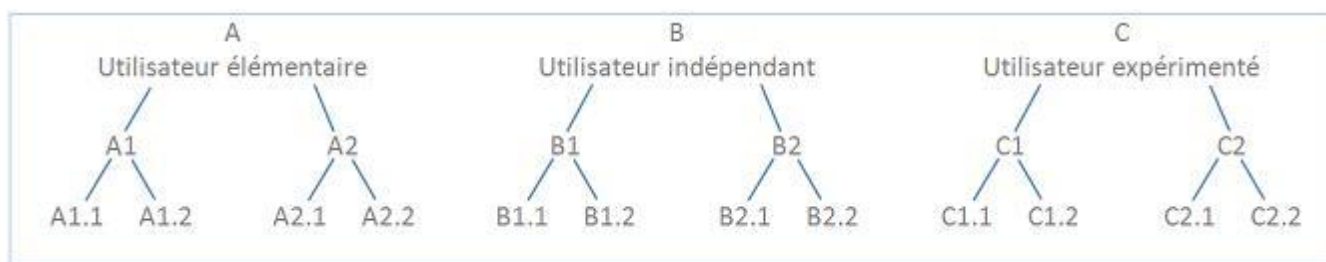 A B C
Utilisateur élémentaire Utilisateur indépendant Utilisateur expérimenté
A1 A2 B1 B2 C1 C2
A1.1 A1.2 A2.1 A2.2 B1.1 B1.2 B2.1 B2.2 C1.1 C1.2 C2.1 C2.2